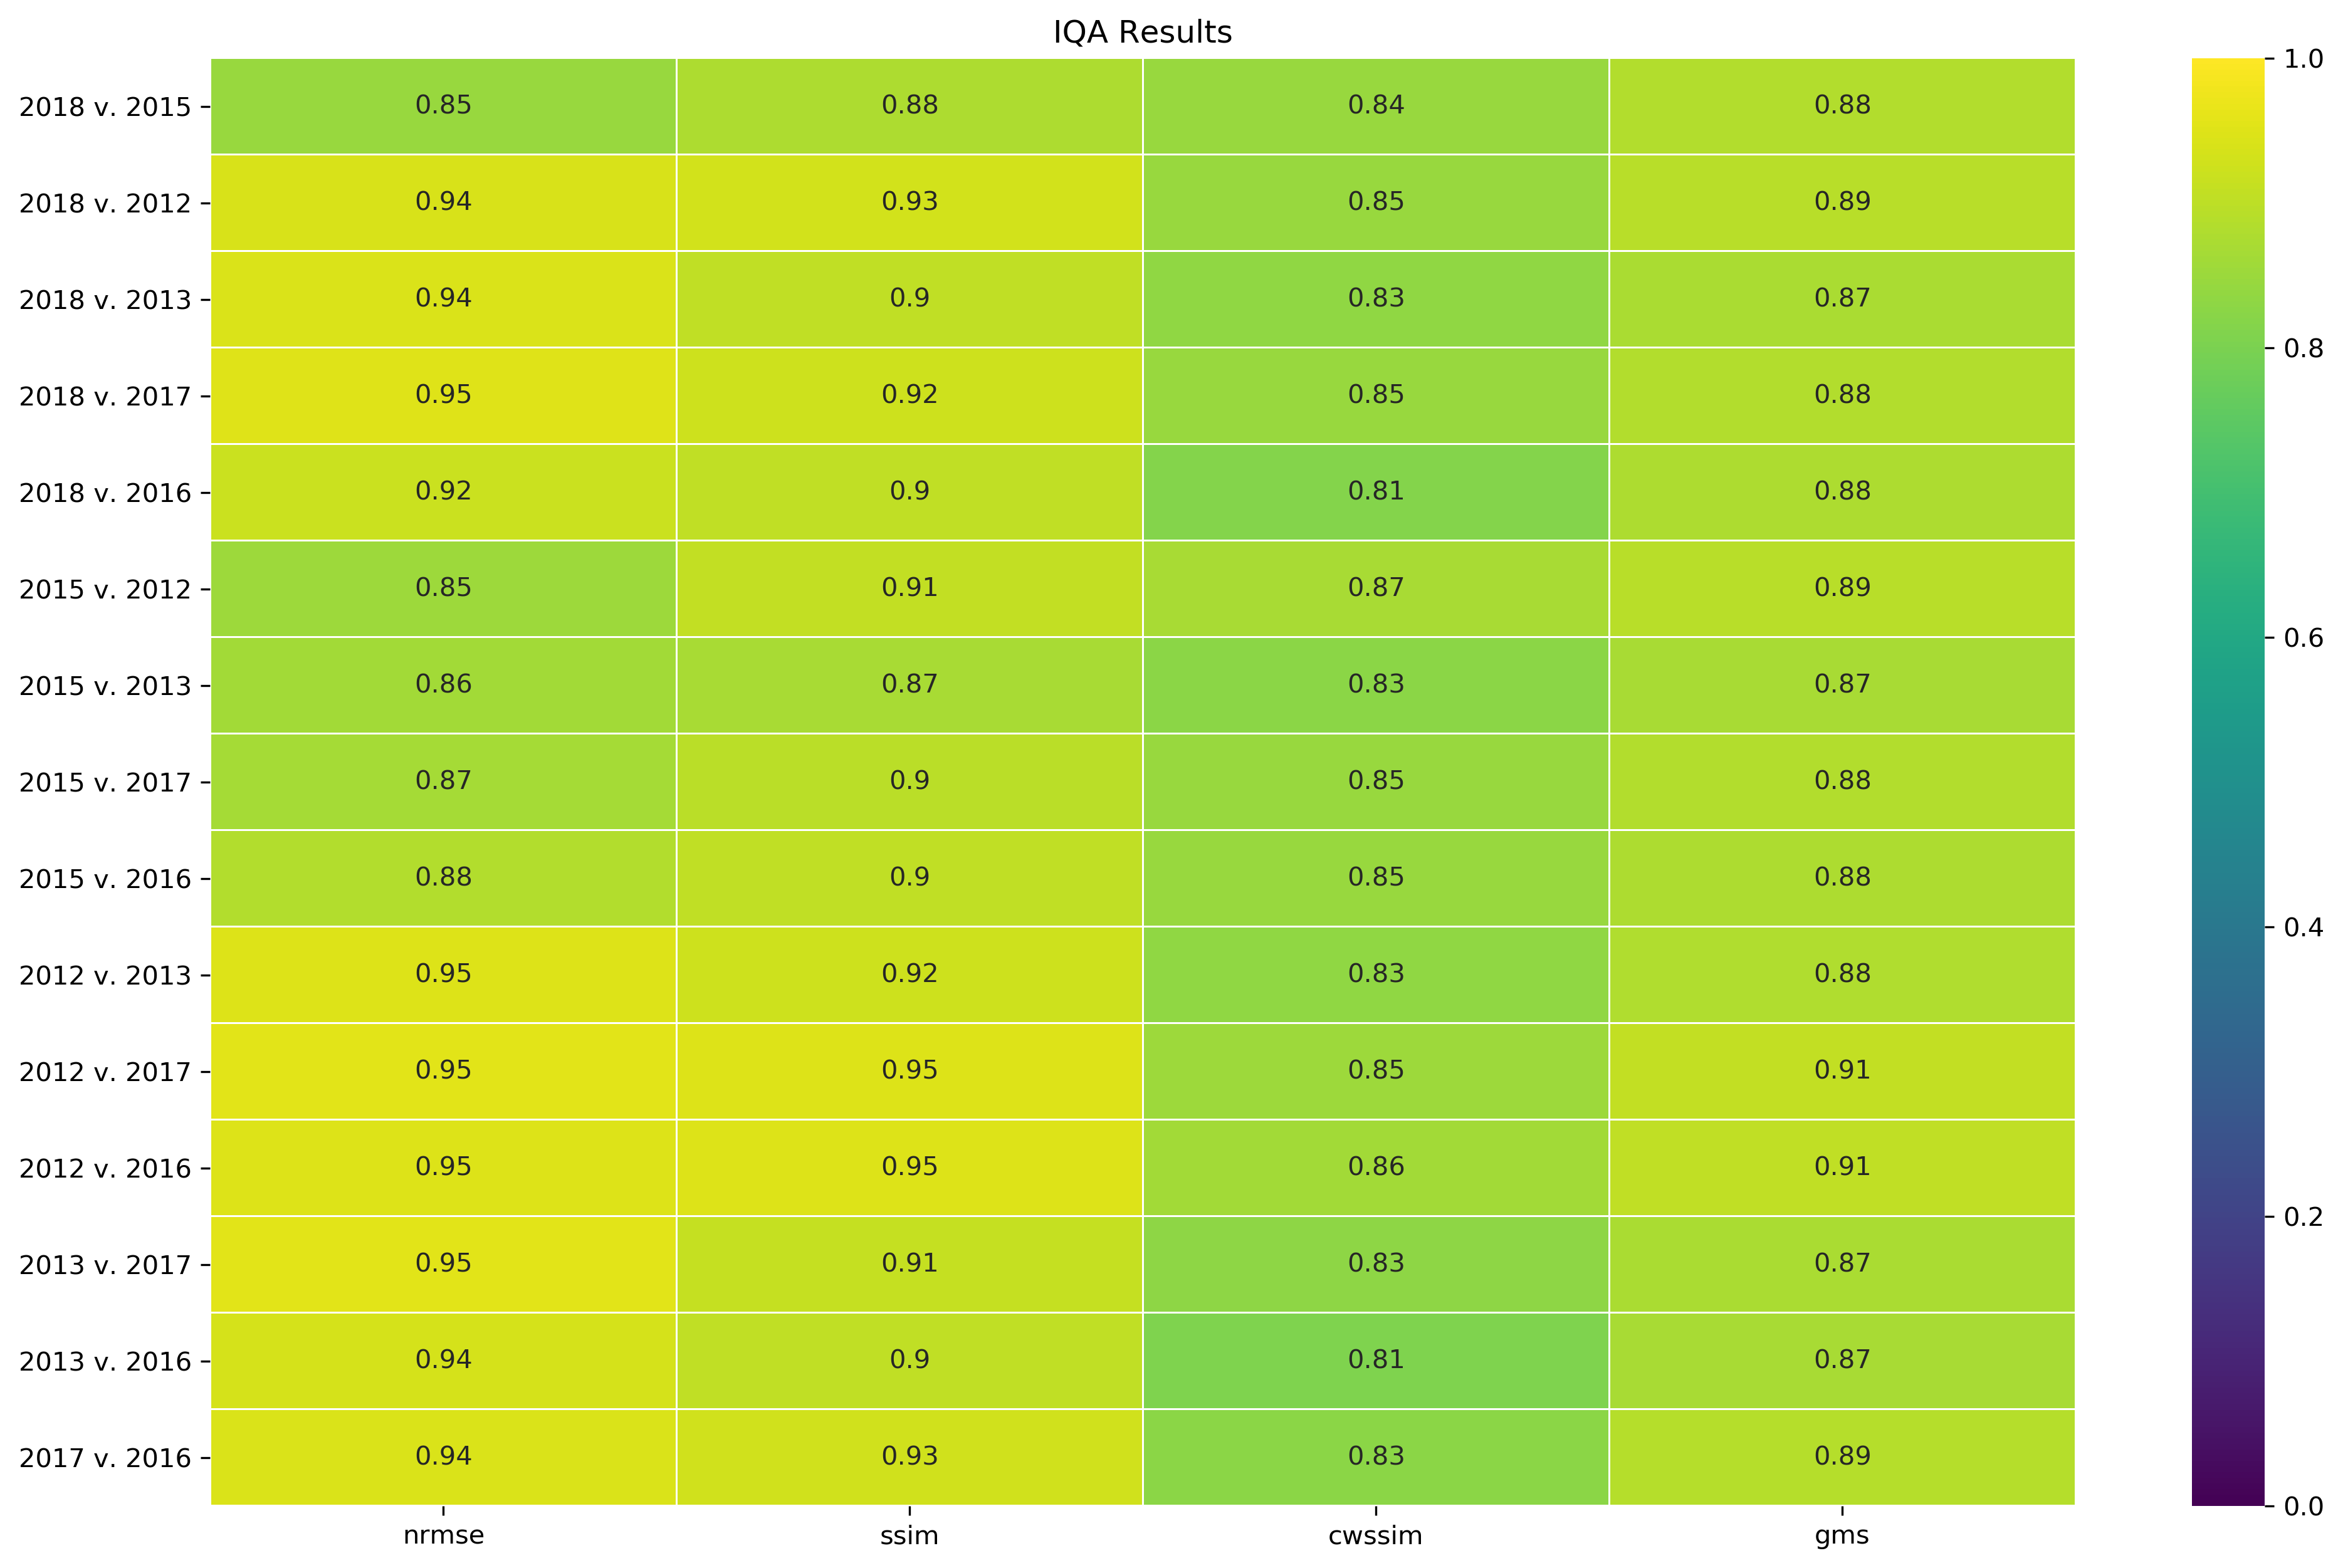 IQA Results
2018 v. 2015 0.85 0.88 0.84 0.88
2018 v. 2012 0.94 0.93 0.85 0.89
2018 v. 2013 0.94 0.9 0.83 0.87
2018 v. 2017 0.95 0.92 0.85 0.88
2018 v. 2016 0.92 0.9 0.81 0.88
2015 v. 2012 0.85 0.91 0.87 0.89
2015 v. 2013 0.86 0.87 0.83 0.87
2015 v. 2017 0.87 0.9 0.85 0.88
2015 v. 2016 0.88 0.9 0.85 0.88
2012 v. 2013 0.95 0.92 0.83 0.88
2012 v. 2017 0.95 0.95 0.85 0.91
2012 v. 2016 0.95 0.95 0.86 0.91
2013 v. 2017 0.95 0.91 0.83 0.87
2013 v. 2016 0.94 0.9 0.81 0.87
2017 v. 2016 0.94 0.93 0.83 0.89
nrmse ssim cwssim gms
1.0
0.8
0.6
0.4
0.2
0.0